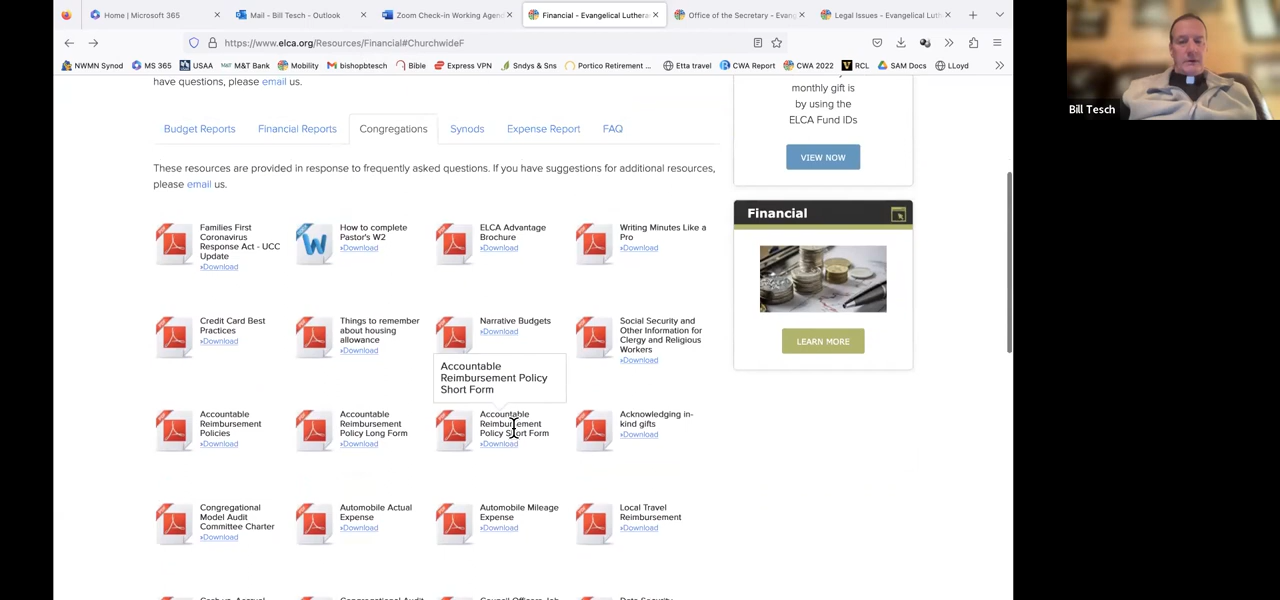 Home | Microsoft 365
Mail - Bill Tesch - Outlook
Zoom Check-in Working Agend
Financial - Evangelical Luthera
Office of the Secretary - Evang
Legal Issues - Evangelical Luth
https://www.elca.org/Resources/Financial#ChurchwideF
NWMN Synod
MS 365
USAA
M&T Bank
Mobility
bishopbtesch
Bible
Express VPN
Sndys & Sns
Portico Retirement ...
Etta travel
CWA Report
CWA 2022
RCL
SAM Docs
LLoyd
have questions, please email us.
Budget Reports
Financial Reports
Congregations
Synods
Expense Report
FAQ
These resources are provided in response to frequently asked questions. If you have suggestions for additional resources,
please email us.
Families First
Coronavirus
Response Act - UCC
Update
»Download
How to complete
Pastor's W2
»Download
ELCA Advantage
Brochure
»Download
Writing Minutes Like a
Pro
»Download
Credit Card Best
Practices
»Download
Things to remember
about housing
allowance
»Download
Narrative Budgets
»Download
Social Security and
Other Information for
Clergy and Religious
Workers
»Download
Accountable
Reimbursement Policy
Short Form
Accountable
Reimbursement
Policies
»Download
Accountable
Reimbursement
Policy Long Form
»Download
Accountable
Reimbursement
Policy Short Form
»Download
Acknowledging in-
kind gifts
»Download
Congregational
Model Audit
Committee Charter
»Download
Automobile Actual
Expense
»Download
Automobile Mileage
Expense
»Download
Local Travel
Reimbursement
»Download
monthly gift is
by using the
ELCA Fund IDs
VIEW NOW
Financial
LEARN MORE
Bill Tesch